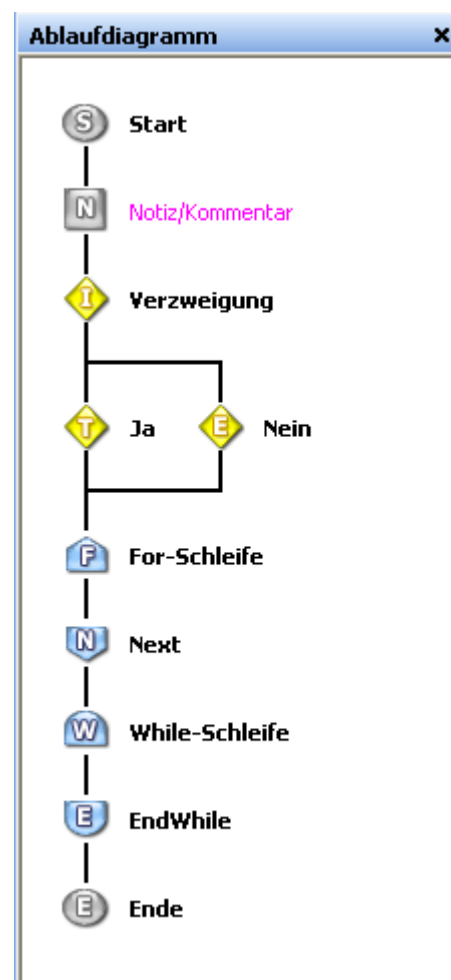 Ablaufdiagramm x
S Start
N Notiz/Kommentar
I Verzweigung
T Ja E Nein
F For-Schleife
N Next
W While-Schleife
E EndWhile
E Ende